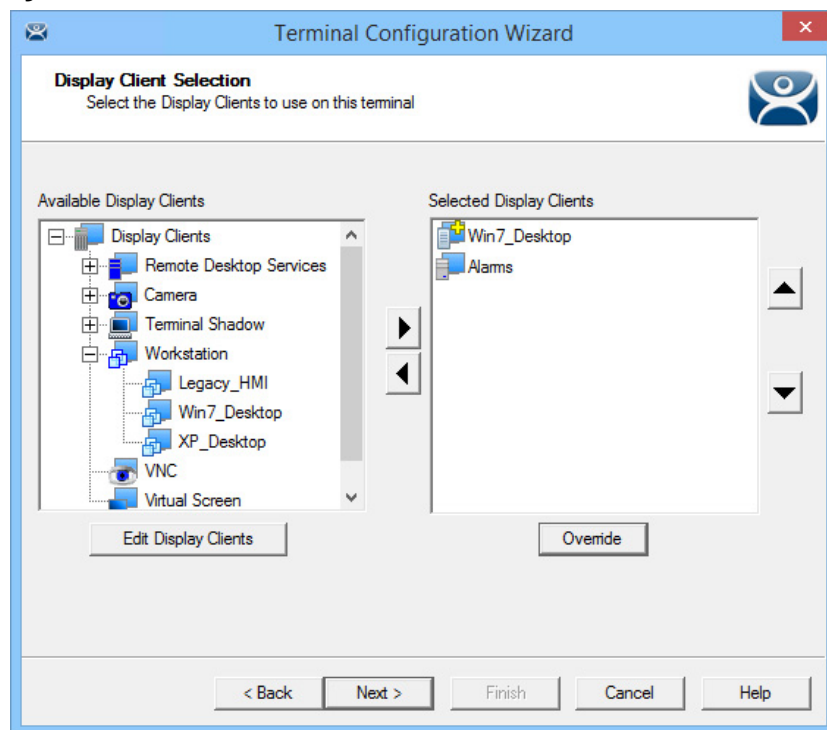 Terminal Configuration Wizard
Display Client Selection
Select the Display Clients to use on this terminal
Available Display Clients
Display Clients
Remote Desktop Services
Camera
Terminal Shadow
Workstation
Legacy_HMI
Win7_Desktop
XP_Desktop
VNC
Virtual Screen
Edit Display Clients
Selected Display Clients
Win7_Desktop
Alarms
Override
< Back
Next >
Finish
Cancel
Help